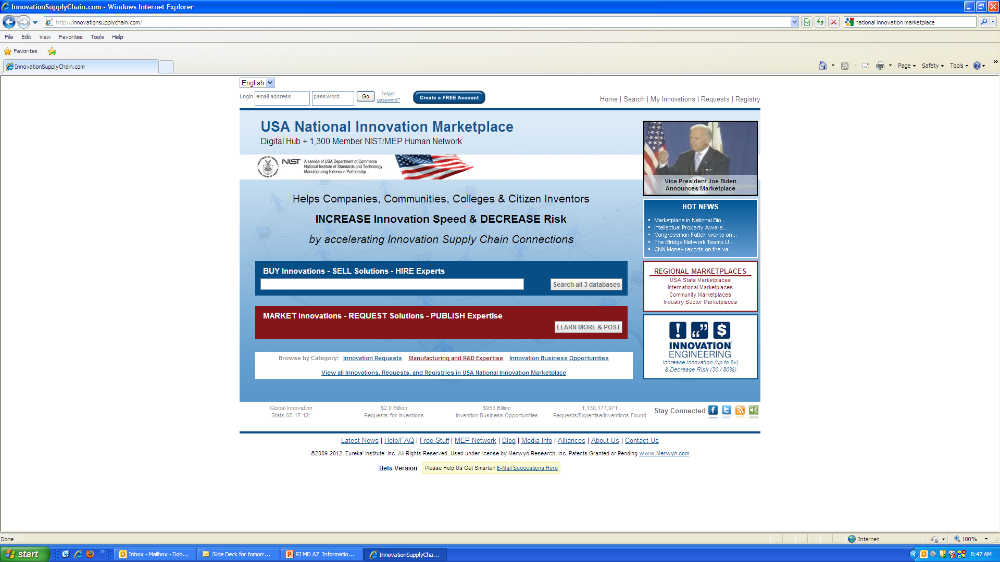 InnovationSupplyChain.com - Windows Internet Explorer
http://innovationsupplychain.com/
national innovation marketplace
File Edit View Favorites Tools Help
Favorites
InnovationSupplyChain.com
Page Safety Tools
English
Login email address password Go forgot password? Create a FREE Account
Home | Search | My Innovations | Requests | Registry
USA National Innovation Marketplace
Digital Hub + 1,300 Member NIST/MEP Human Network
NIST
A service of USA Department of Commerce
National Institute of Standards and Technology
Manufacturing Extension Partnership
Helps Companies, Communities, Colleges & Citizen Inventors
INCREASE Innovation Speed & DECREASE Risk
by accelerating Innovation Supply Chain Connections
BUY Innovations - SELL Solutions - HIRE Experts
Search all 3 databases
MARKET Innovations - REQUEST Solutions - PUBLISH Expertise
LEARN MORE & POST
Browse by Category: Innovation Requests Manufacturing and R&D Expertise Innovation Business Opportunities
View all Innovations, Requests, and Registries in USA National Innovation Marketplace
Vice President Joe Biden
Announces Marketplace
HOT NEWS
• Marketplace in National Bio...
• Intellectual Property Aware...
• Congressman Fattah works on...
• The iBridge Network Teams U...
• CNN Money reports on the va...
REGIONAL MARKETPLACES
USA State Marketplaces
International Marketplaces
Community Marketplaces
Industry Sector Marketplaces
! “” $
INNOVATION
ENGINEERING
Increase Innovation (up to 6x)
& Decrease Risk (30 / 80%)
Global Innovation
Stats 07-17-12:
$2.0 Billion
Requests for Inventions
$953 Billion
Invention Business Opportunities
1,130,177,971
Requests/Expertise/Inventions Found
Stay Connected
Latest News | Help/FAQ | Free Stuff | MEP Network | Blog | Media Info | Alliances | About Us | Contact Us
©2009-2012. Eureka! Institute. Inc. All Rights Reserved. Used under license by Merwyn Research, Inc. Patents Granted or Pending www.Merwyn.com
Beta Version Please Help Us Get Smarter! E-Mail Suggestions Here
Done
Internet
100%
start
Inbox - Mailbox - Dob...
Slide Deck for tomorr...
RI MD AZ Informatio...
InnovationSupplyCha...
8:47 AM